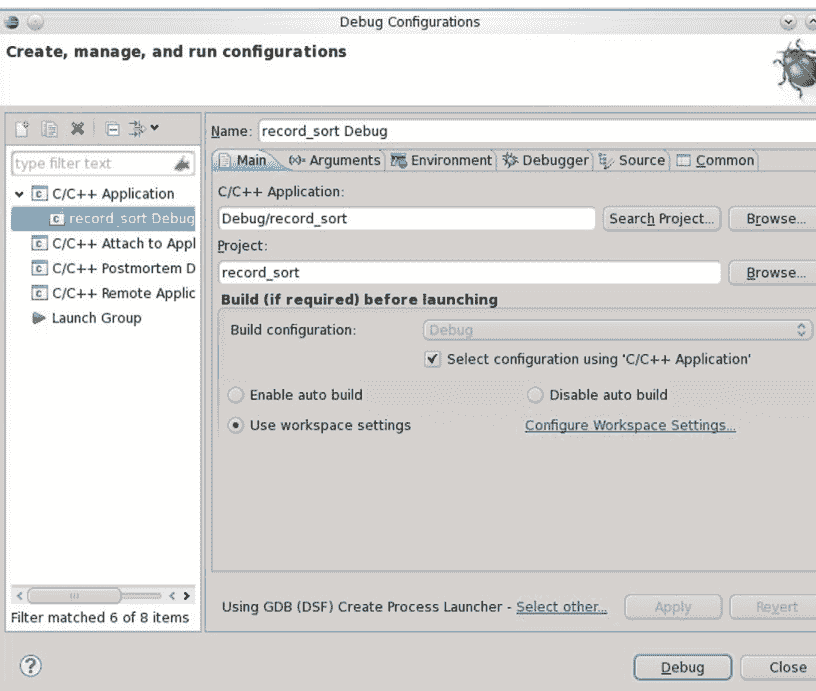 Debug Configurations
Create, manage, and run configurations
Name: record_sort Debug
type filter text
Main Arguments Environment Debugger Source Common
C/C++ Application
record_sort Debug
C/C++ Attach to Appl
C/C++ Postmortem D
C/C++ Remote Applic
Launch Group
C/C++ Application:
Debug/record_sort Search Project... Browse...
Project:
record_sort Browse...
Build (if required) before launching
Build configuration: Debug
Select configuration using 'C/C++ Application'
Enable auto build Disable auto build
Use workspace settings Configure Workspace Settings...
Filter matched 6 of 8 items
Using GDB (DSF) Create Process Launcher - Select other... Apply Revert
? Debug Close